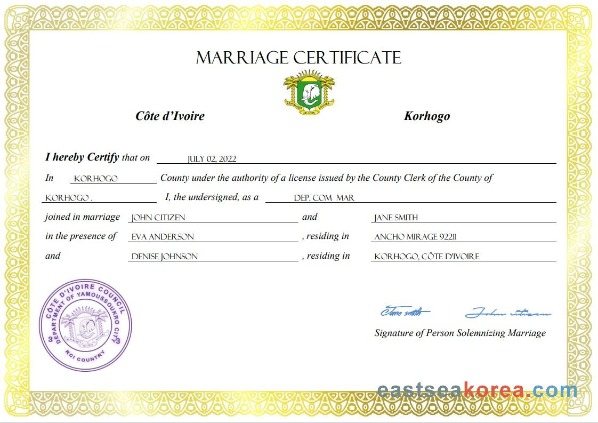 MARRIAGE CERTIFICATE
Côte d'Ivoire Korhogo
I hereby Certify that on JULY 02, 2022
In KORHOGO County under the authority of a license issued by the County Clerk of the County of
KORHOGO , I, the undersigned, as a DEP, COM MAR
joined in marriage JOHN CITIZEN and JANE SMITH
in the presence of EVA ANDERSON , residing in ANCHO MIRAGE 92211
and DENISE JOHNSON , residing in KORHOGO, CÔTE D'IVOIRE
CÔTE D'IVOIRE COUNCIL
DEPARTMENT OF YAMOUSSOUKRO CITY
KCI COUNTRY
Signature of Person Solemnizing Marriage
eastseakorea.com